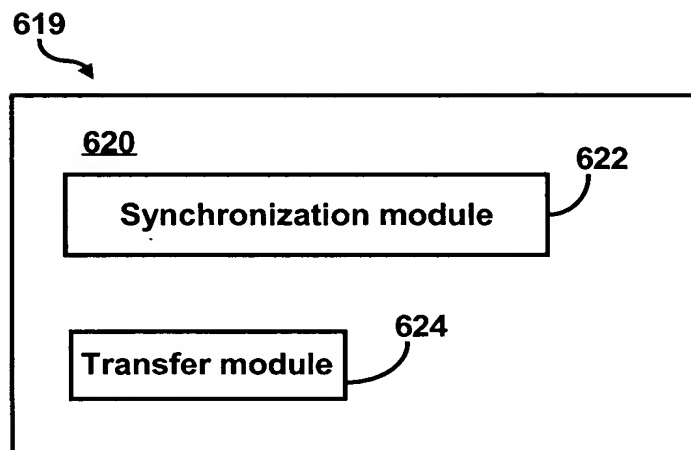 619
620
622
Synchronization module
624
Transfer module